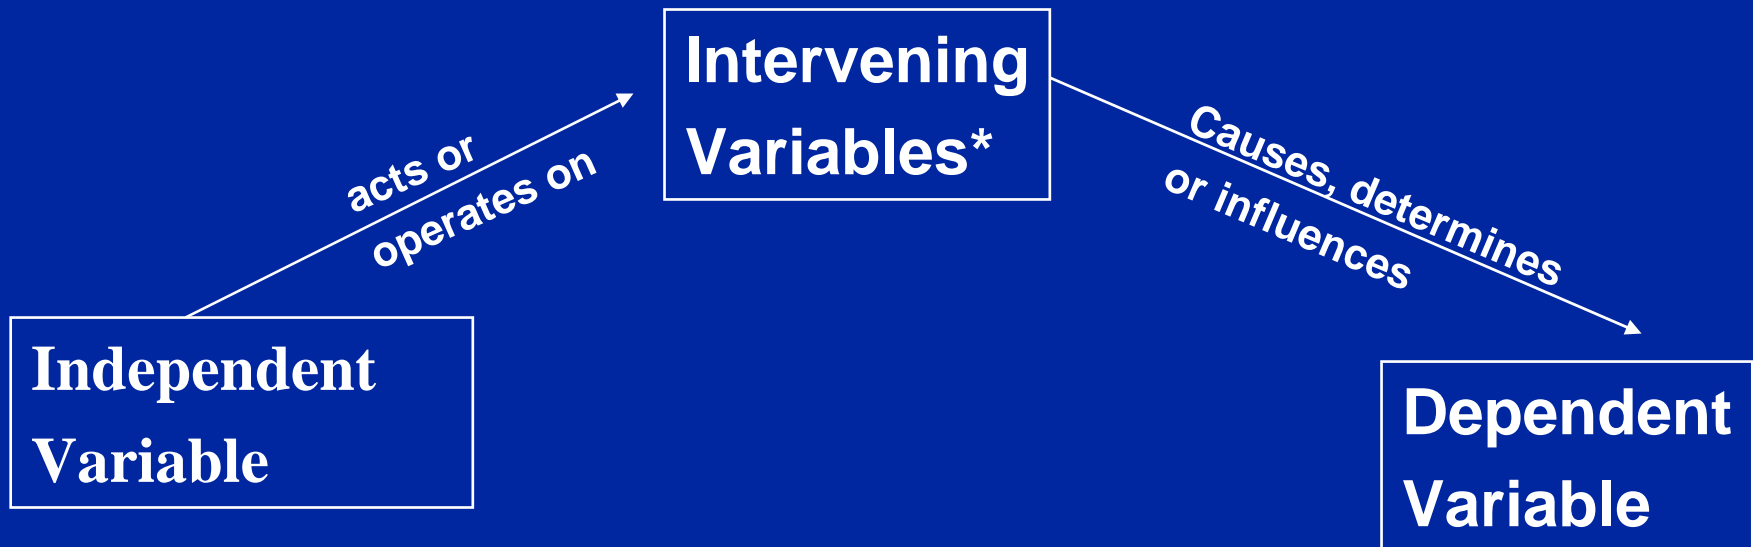 Intervening
Variables*
acts or
operates on
Causes, determines
or influences
Independent
Variable
Dependent
Variable